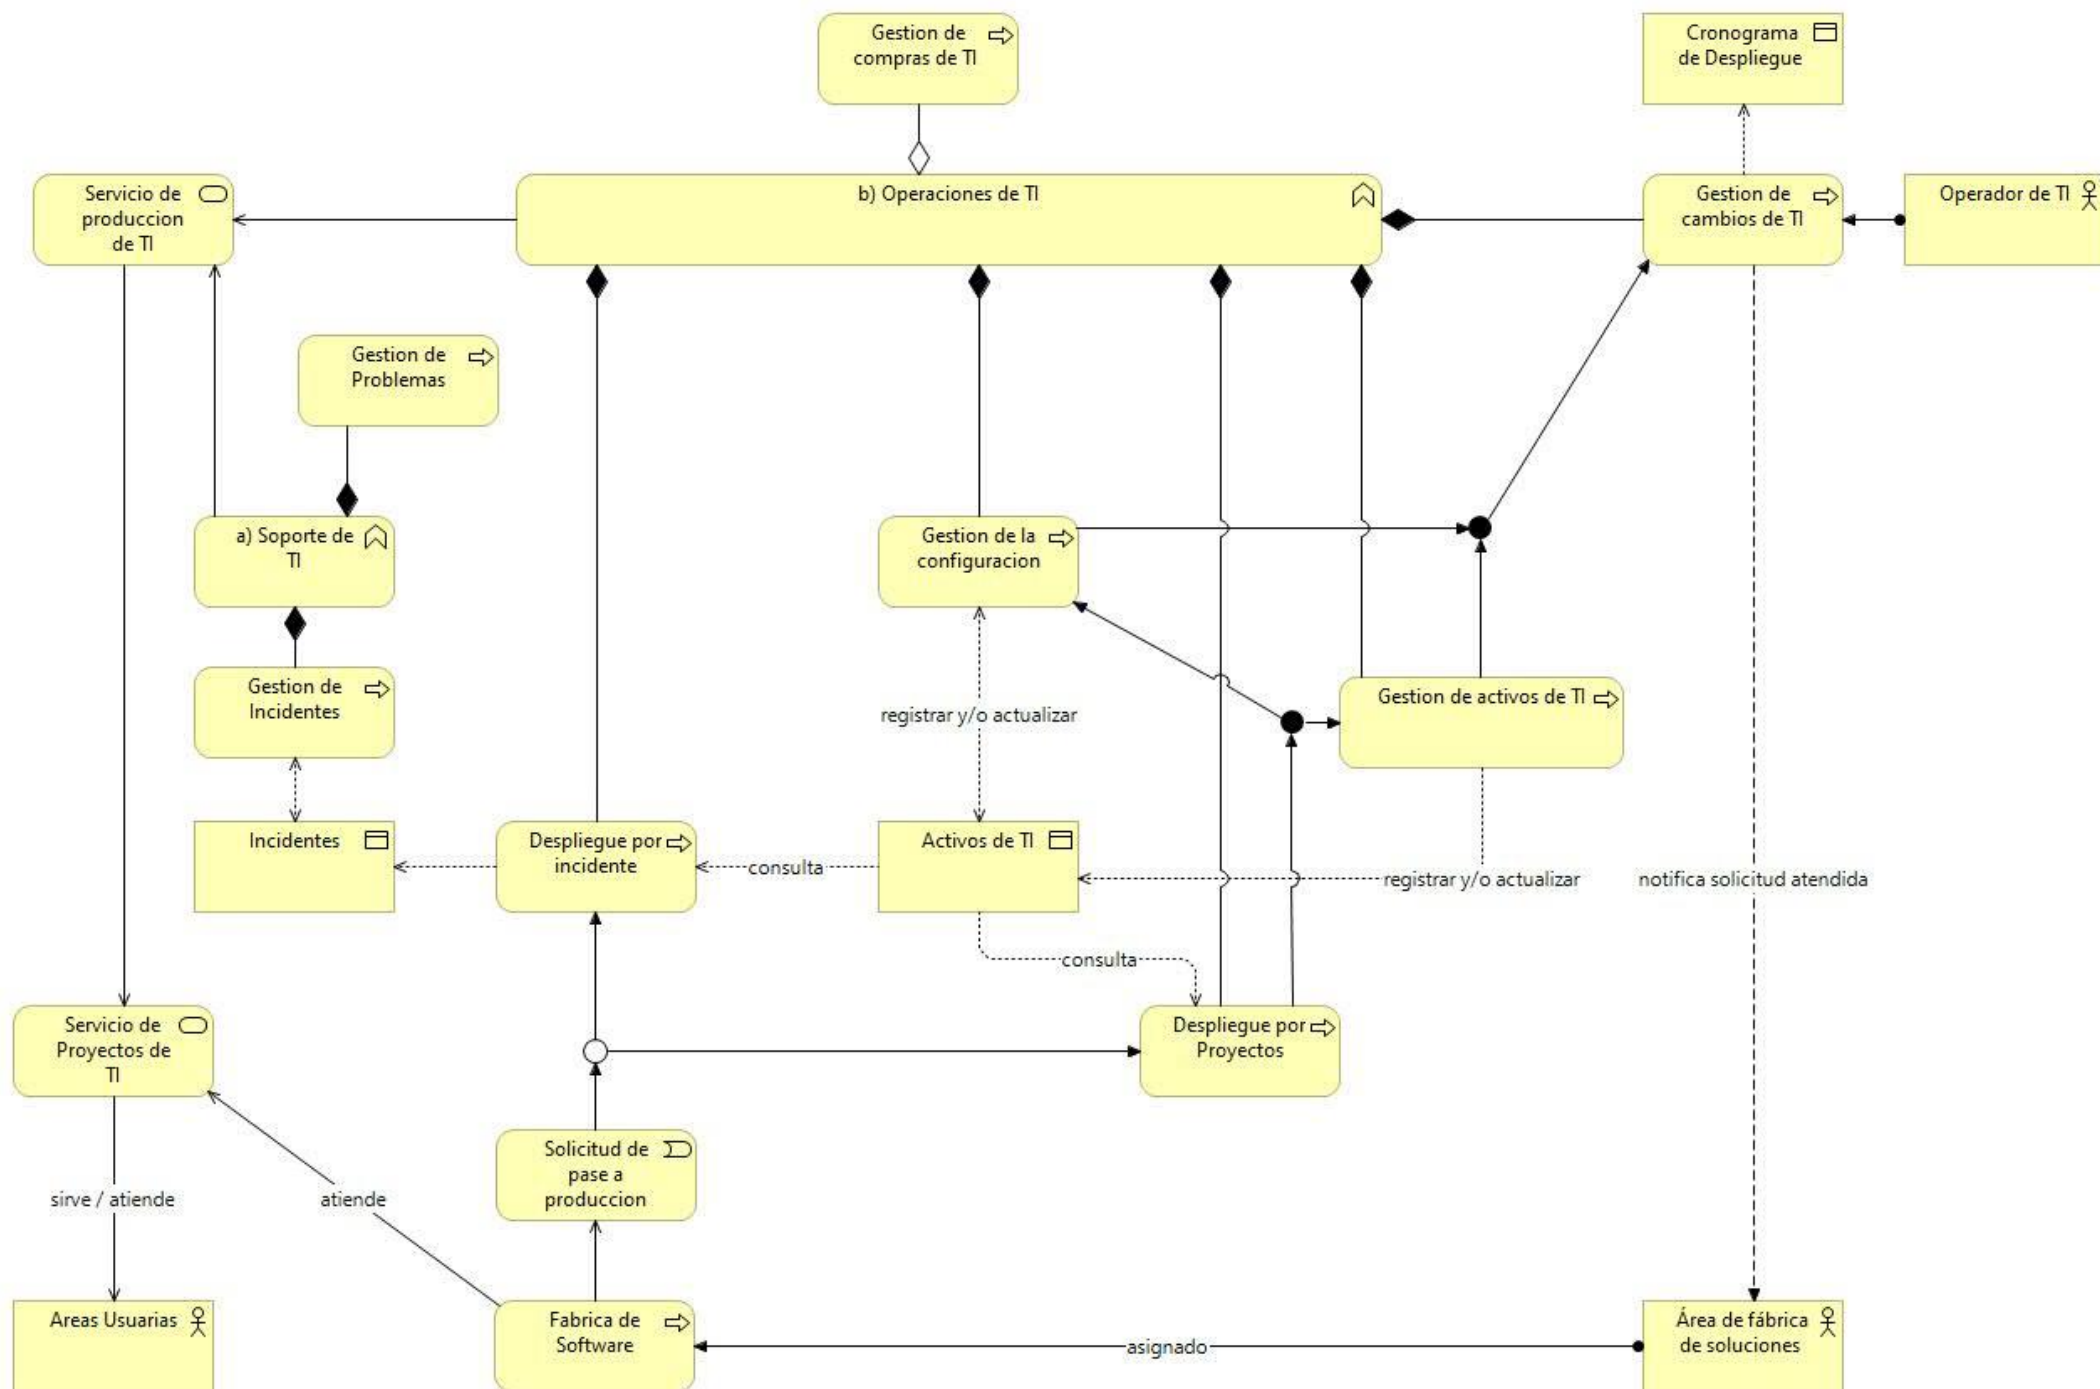 Gestion de
compras de TI
Cronograma
de Despliegue
Servicio de
produccion
de TI
b) Operaciones de TI
Gestion de
cambios de TI
Operador de TI
Gestion de
Problemas
a) Soporte de
TI
Gestion de la
configuracion
Gestion de
Incidentes
registrar y/o actualizar
Gestion de activos de TI
Incidentes
Despliegue por
incidente
consulta
Activos de TI
registrar y/o actualizar
notifica solicitud atendida
consulta
Servicio de
Proyectos de
TI
Despliegue por
Proyectos
Solicitud de
pase a
produccion
sirve / atiende
atiende
Areas Usuarias
Fabrica de
Software
asignado
Área de fábrica
de soluciones